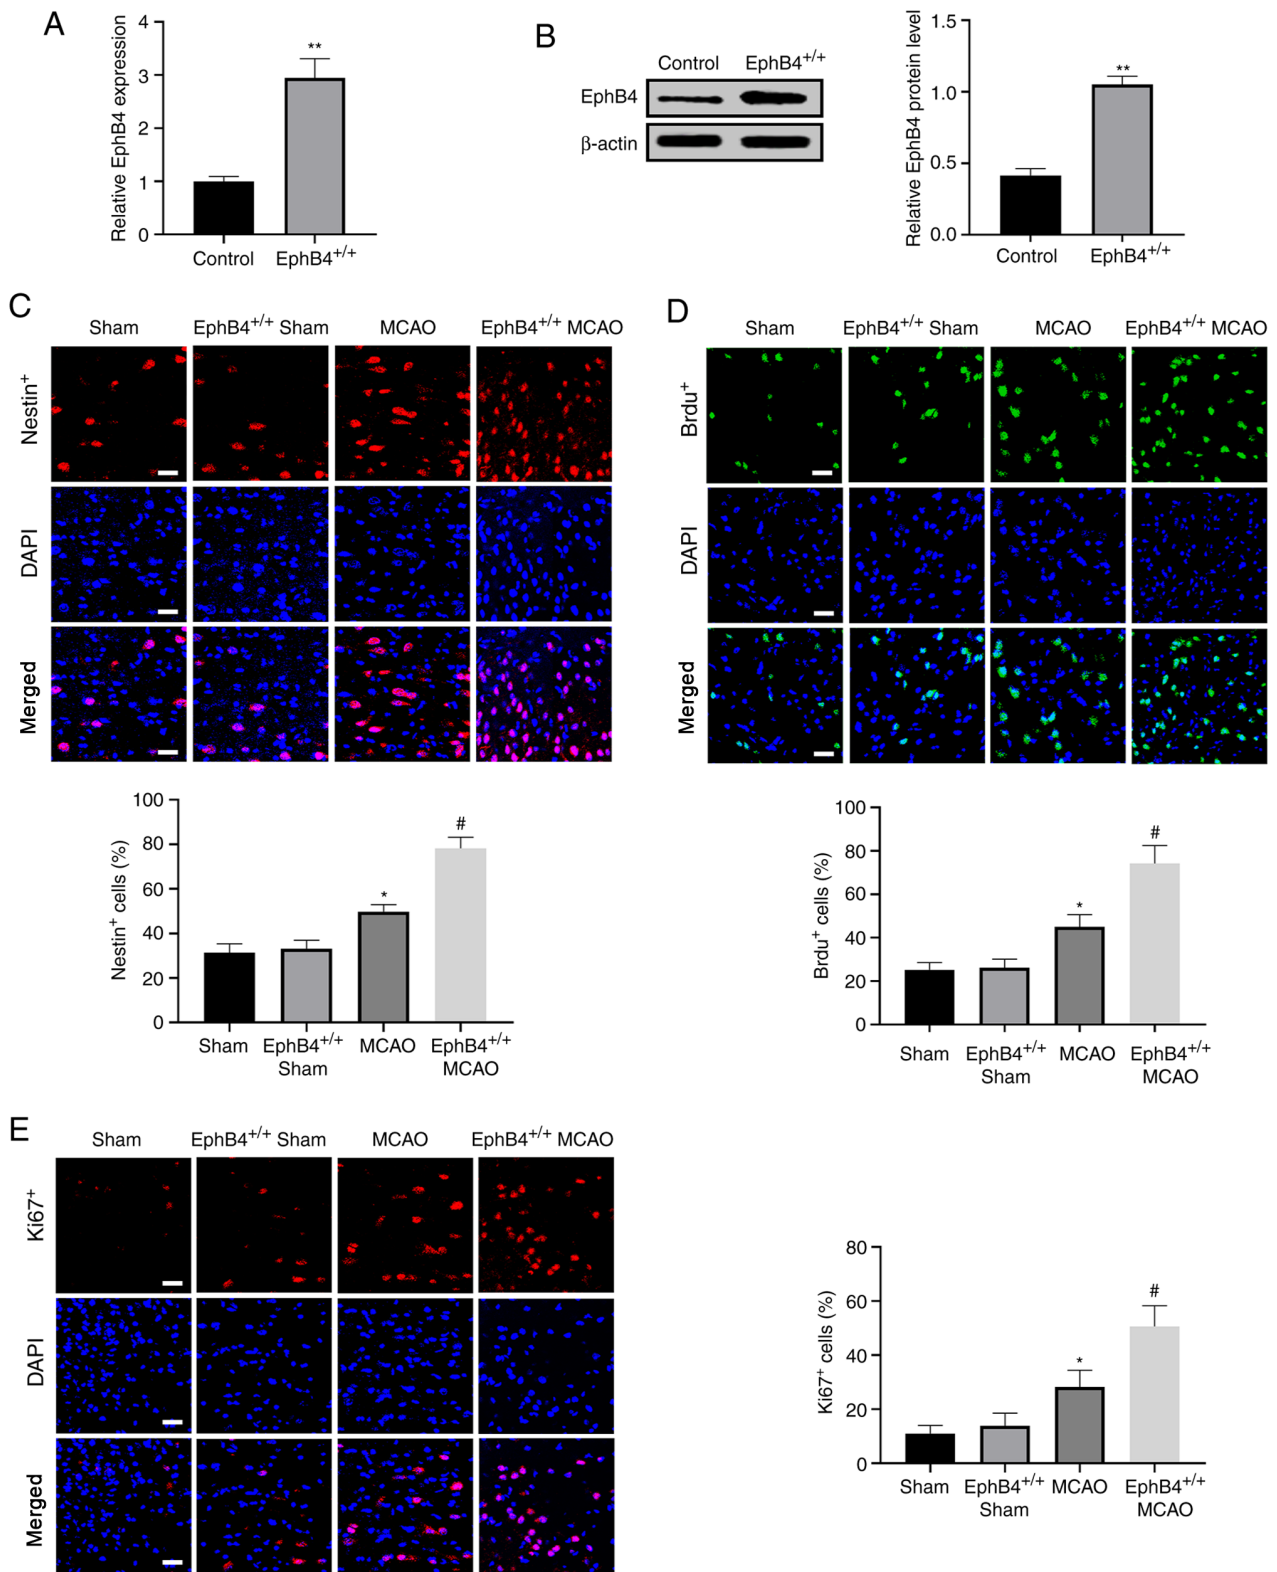 A
Relative EphB4 expression
4
3
2
1
0
**
Control
EphB4+/+
B
Control
EphB4+/+
EphB4
β-actin
Relative EphB4 protein level
1.5
1.0
0.5
0.0
**
Control
EphB4+/+
C
Sham
EphB4+/+ Sham
MCAO
EphB4+/+ MCAO
Nestin+
DAPI
Merged
Nestin+ cells (%)
100
80
60
40
20
0
*
#
Sham
EphB4+/+
Sham
MCAO
EphB4+/+
MCAO
D
Sham
EphB4+/+ Sham
MCAO
EphB4+/+ MCAO
Brdu+
DAPI
Merged
Brdu+ cells (%)
100
80
60
40
20
0
*
#
Sham
EphB4+/+
Sham
MCAO
EphB4+/+
MCAO
E
Sham
EphB4+/+ Sham
MCAO
EphB4+/+ MCAO
Ki67+
DAPI
Merged
Ki67+ cells (%)
80
60
40
20
0
*
#
Sham
EphB4+/+
Sham
MCAO
EphB4+/+
MCAO